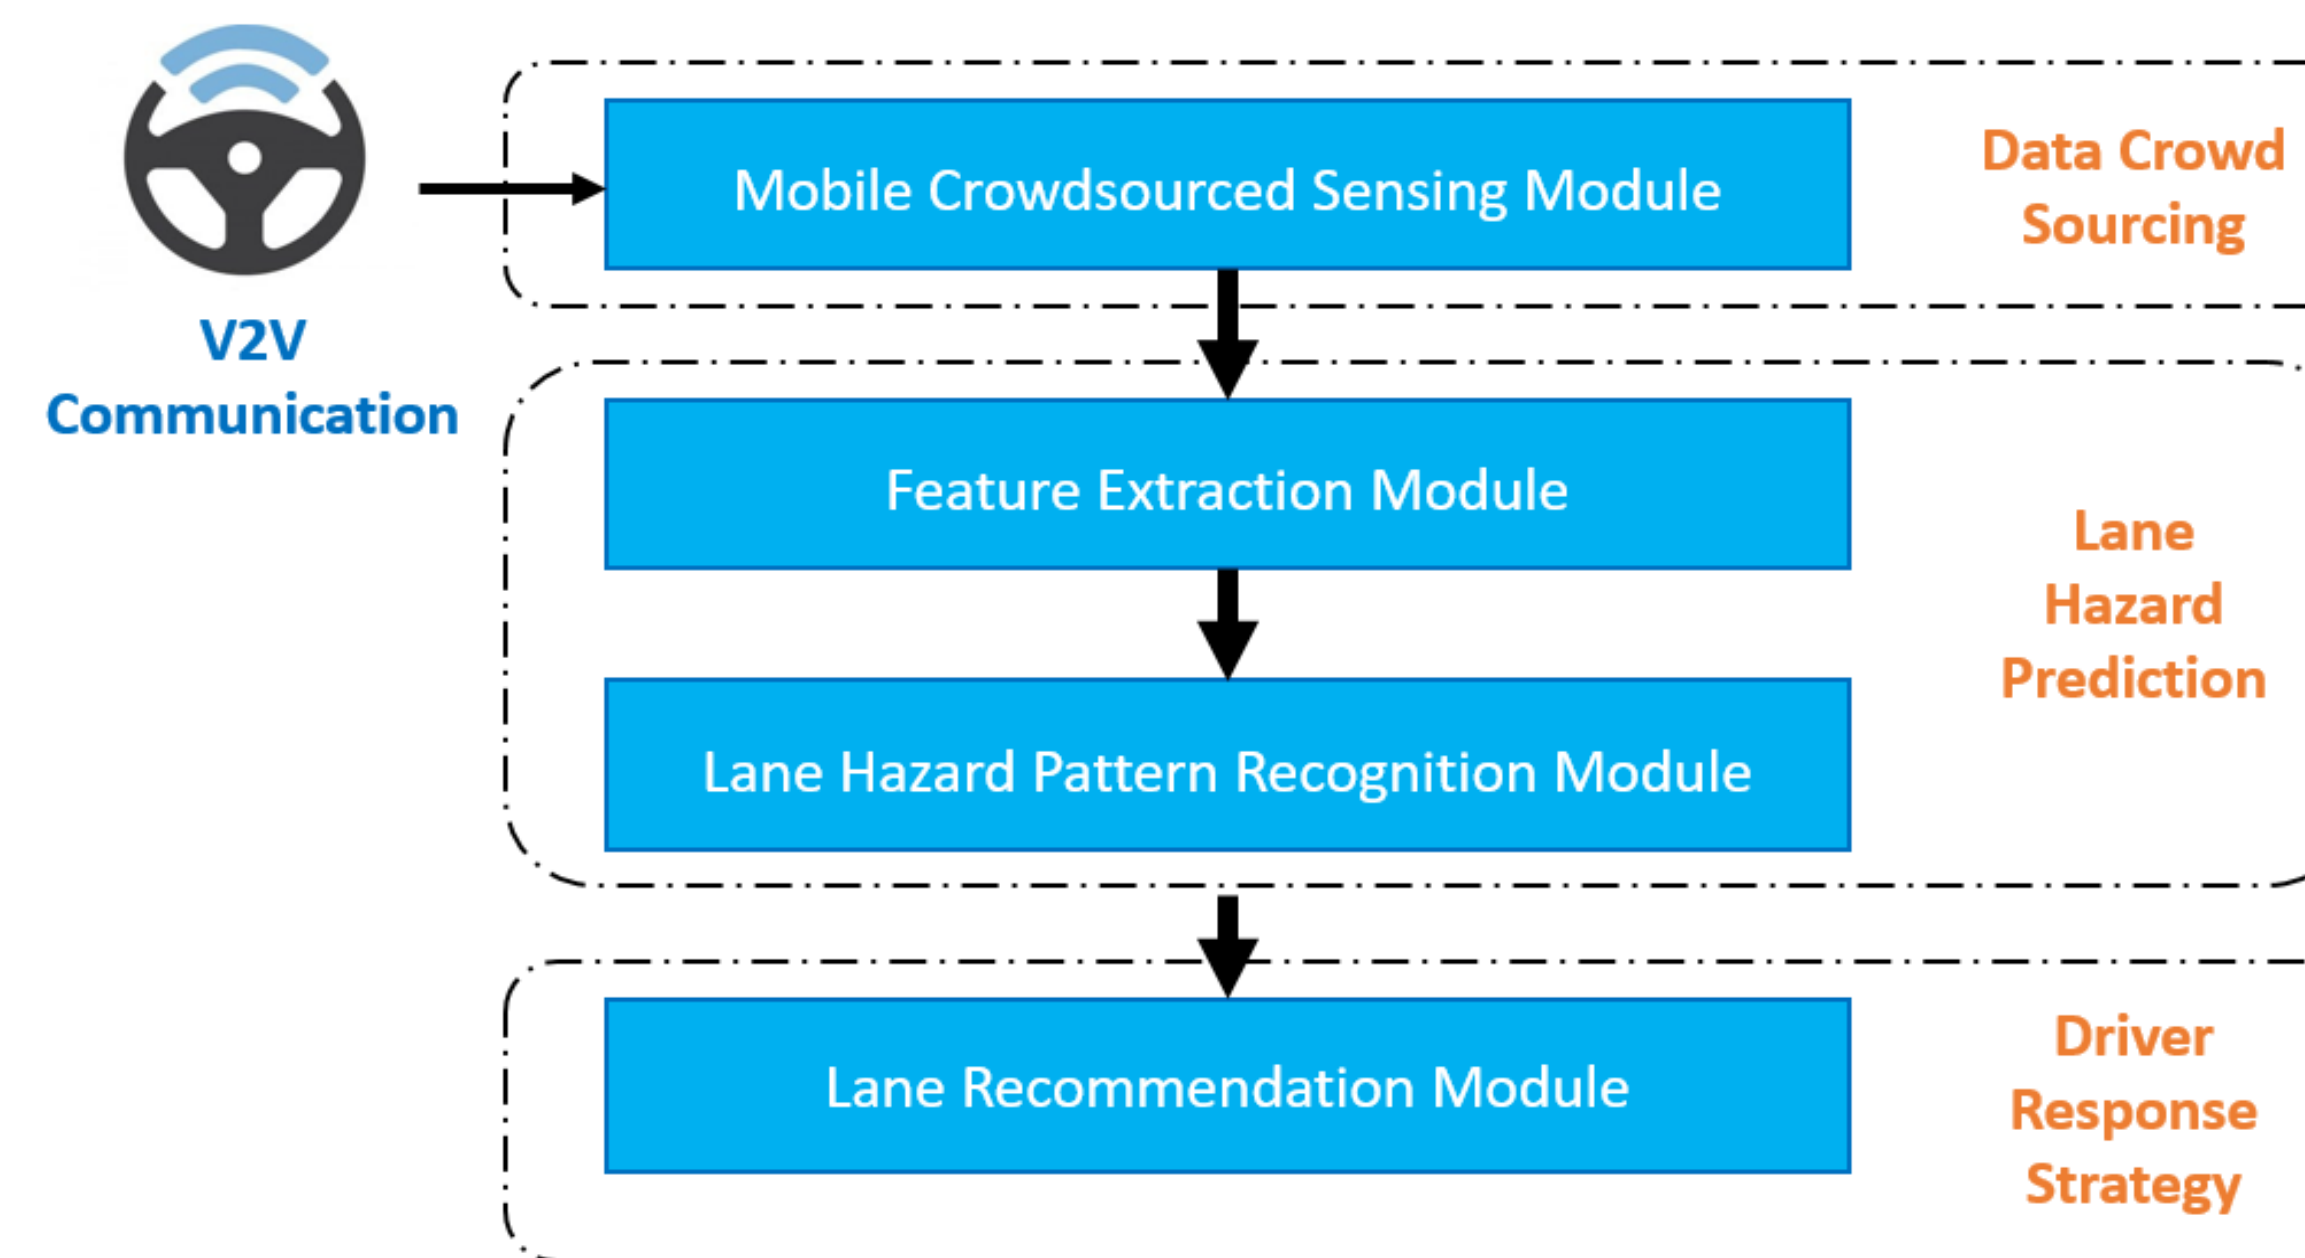 V2V
Communication
Mobile Crowdsourced Sensing Module
Data Crowd
Sourcing
Feature Extraction Module
Lane Hazard Pattern Recognition Module
Lane
Hazard
Prediction
Lane Recommendation Module
Driver
Response
Strategy